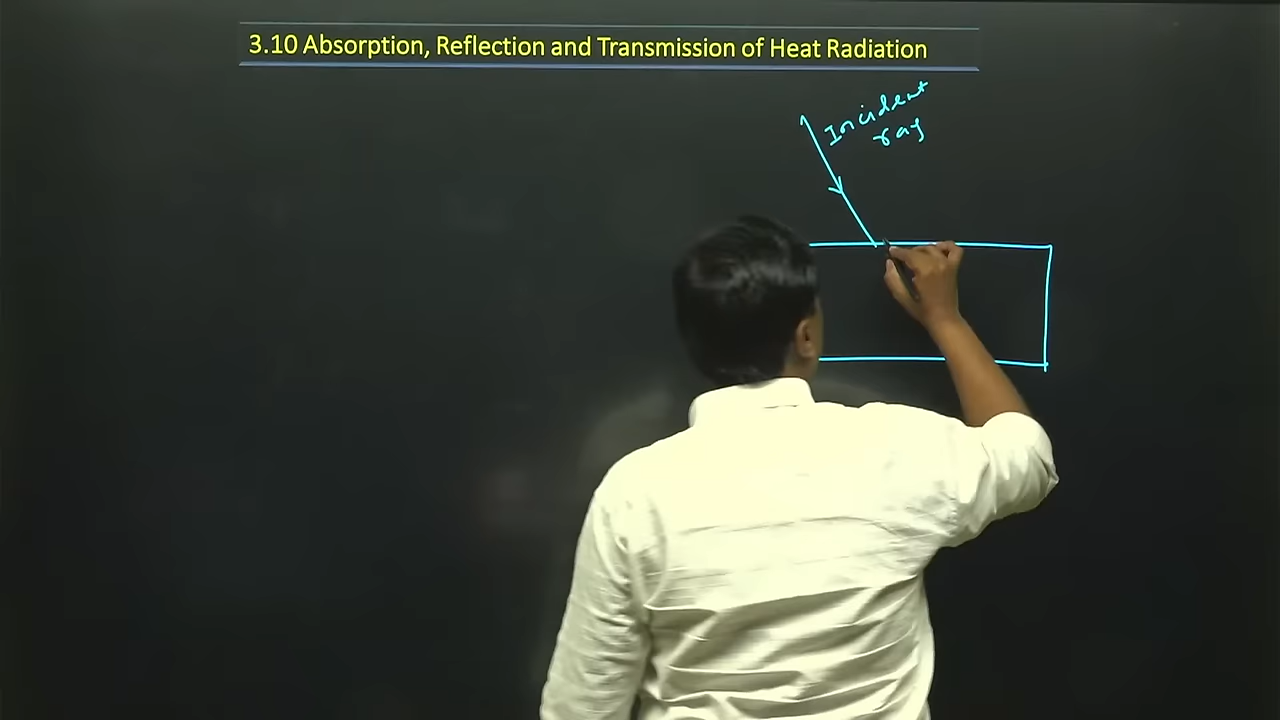 3.10 Absorption, Reflection and Transmission of Heat Radiation
Incident
ray